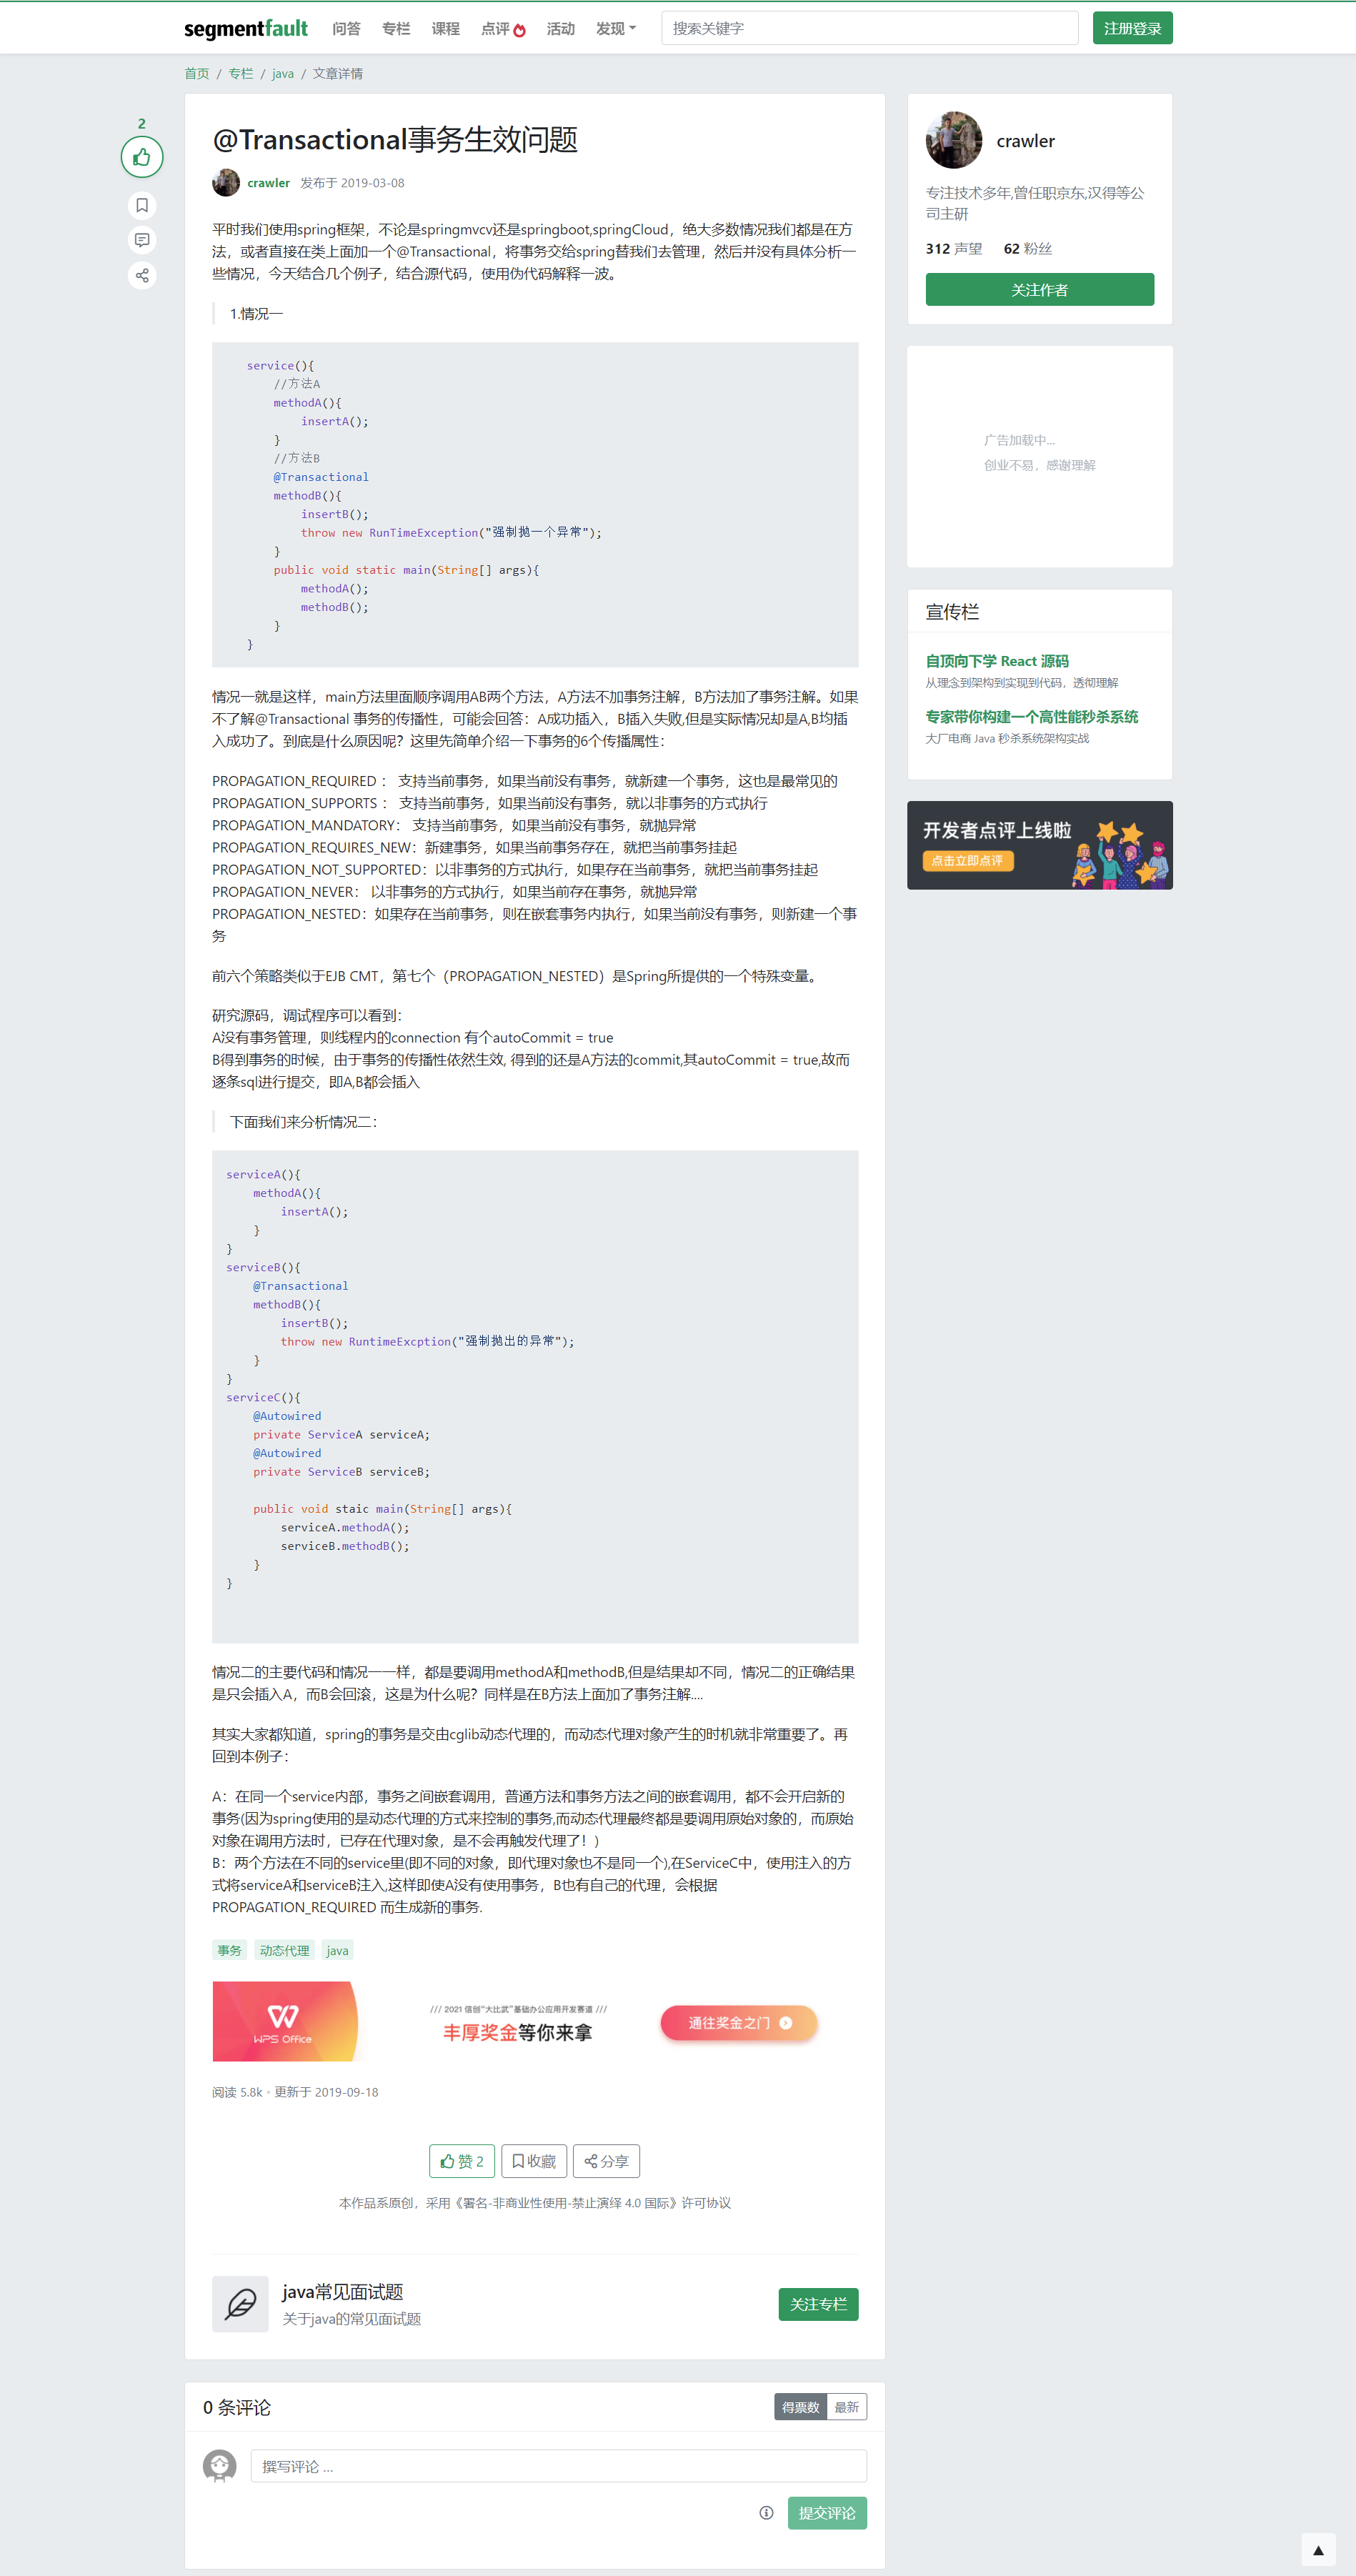 segmentfault 问答 专栏 课程 点评 活动 发现 搜索关键字 注册登录
首页 / 专栏 / java / 文章详情
2
@Transactional事务生效问题
crawler 发布于 2019-03-08
平时我们使用spring框架，不论是springmvcv还是springboot,springCloud，绝大多数情况我们都是在方
法，或者直接在类上面加一个@Transactional，将事务交给spring替我们去管理，然后并没有具体分析一
些情况，今天结合几个例子，结合源代码，使用伪代码解释一波。
1.情况一
service(){
//方法A
methodA(){
insertA();
}
//方法B
@Transactional
methodB(){
insertB();
throw new RunTimeException("强制抛一个异常");
}
public void static main(String[] args){
methodA();
methodB();
}
}
情况一就是这样，main方法里面顺序调用AB两个方法，A方法不加事务注解，B方法加了事务注解。如果
不了解@Transactional 事务的传播性，可能会回答：A成功插入，B插入失败,但是实际情况却是A,B均插
入成功了。到底是什么原因呢？这里先简单介绍一下事务的6个传播属性：
PROPAGATION_REQUIRED ： 支持当前事务，如果当前没有事务，就新建一个事务，这也是最常见的
PROPAGATION_SUPPORTS ： 支持当前事务，如果当前没有事务，就以非事务的方式执行
PROPAGATION_MANDATORY： 支持当前事务，如果当前没有事务，就抛异常
PROPAGATION_REQUIRES_NEW：新建事务，如果当前事务存在，就把当前事务挂起
PROPAGATION_NOT_SUPPORTED：以非事务的方式执行，如果存在当前事务，就把当前事务挂起
PROPAGATION_NEVER： 以非事务的方式执行，如果当前存在事务，就抛异常
PROPAGATION_NESTED：如果存在当前事务，则在嵌套事务内执行，如果当前没有事务，则新建一个事
务
前六个策略类似于EJB CMT，第七个（PROPAGATION_NESTED）是Spring所提供的一个特殊变量。
研究源码，调试程序可以看到：
A没有事务管理，则线程内的connection 有个autoCommit = true
B得到事务的时候，由于事务的传播性依然生效, 得到的还是A方法的commit,其autoCommit = true,故而
逐条sql进行提交，即A,B都会插入
下面我们来分析情况二：
serviceA(){
methodA(){
insertA();
}
}
serviceB(){
@Transactional
methodB(){
insertB();
throw new RuntimeExcption("强制抛出的异常");
}
}
serviceC(){
@Autowired
private ServiceA serviceA;
@Autowired
private ServiceB serviceB;
public void staic main(String[] args){
serviceA.methodA();
serviceB.methodB();
}
}
情况二的主要代码和情况一一样，都是要调用methodA和methodB,但是结果却不同，情况二的正确结果
是只会插入A，而B会回滚，这是为什么呢？同样是在B方法上面加了事务注解....
其实大家都知道，spring的事务是交由cglib动态代理的，而动态代理对象产生的时机就非常重要了。再
回到本例子：
A：在同一个service内部，事务之间嵌套调用，普通方法和事务方法之间的嵌套调用，都不会开启新的
事务(因为spring使用的是动态代理的方式来控制的事务,而动态代理最终都是要调用原始对象的，而原始
对象在调用方法时，已存在代理对象，是不会再触发代理了！)
B：两个方法在不同的service里(即不同的对象，即代理对象也不是同一个),在ServiceC中，使用注入的方
式将serviceA和serviceB注入,这样即使A没有使用事务，B也有自己的代理，会根据
PROPAGATION_REQUIRED 而生成新的事务.
事务 动态代理 java
WPS Office
/// 2021 信创“大比武”基础办公应用开发赛道 ///
丰厚奖金等你来拿
通往奖金之门
阅读 5.8k · 更新于 2019-09-18
赞 2 收藏 分享
本作品系原创，采用《署名-非商业性使用-禁止演绎 4.0 国际》许可协议
java常见面试题
关于java的常见面试题
关注专栏
0 条评论 得票数 最新
撰写评论 ...
提交评论
crawler
专注技术多年,曾任职京东,汉得等公
司主研
312 声望 62 粉丝
关注作者
广告加载中...
创业不易，感谢理解
宣传栏
自顶向下学 React 源码
从理念到架构到实现到代码，透彻理解
专家带你构建一个高性能秒杀系统
大厂电商 Java 秒杀系统架构实战
开发者点评上线啦
点击立即点评